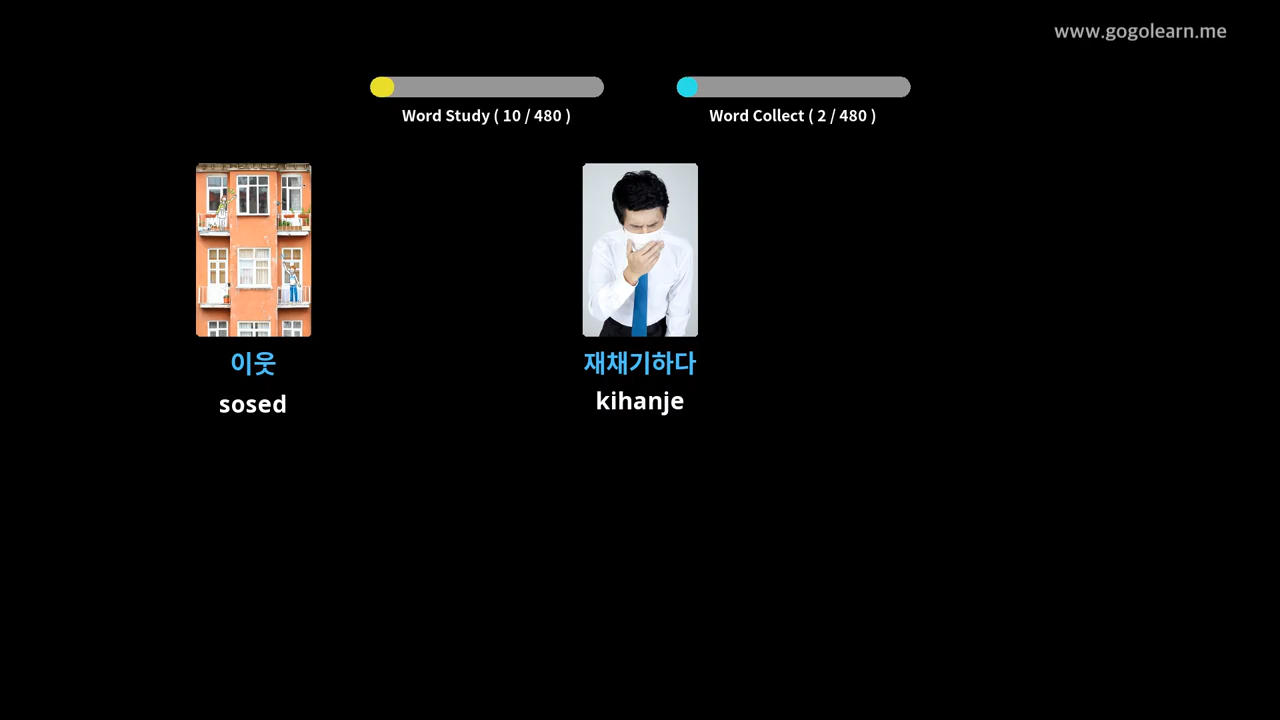 www.gogolearn.me
Word Study ( 10 / 480 )
Word Collect ( 2 / 480 )
이웃
sosed
재채기하다
kihanje